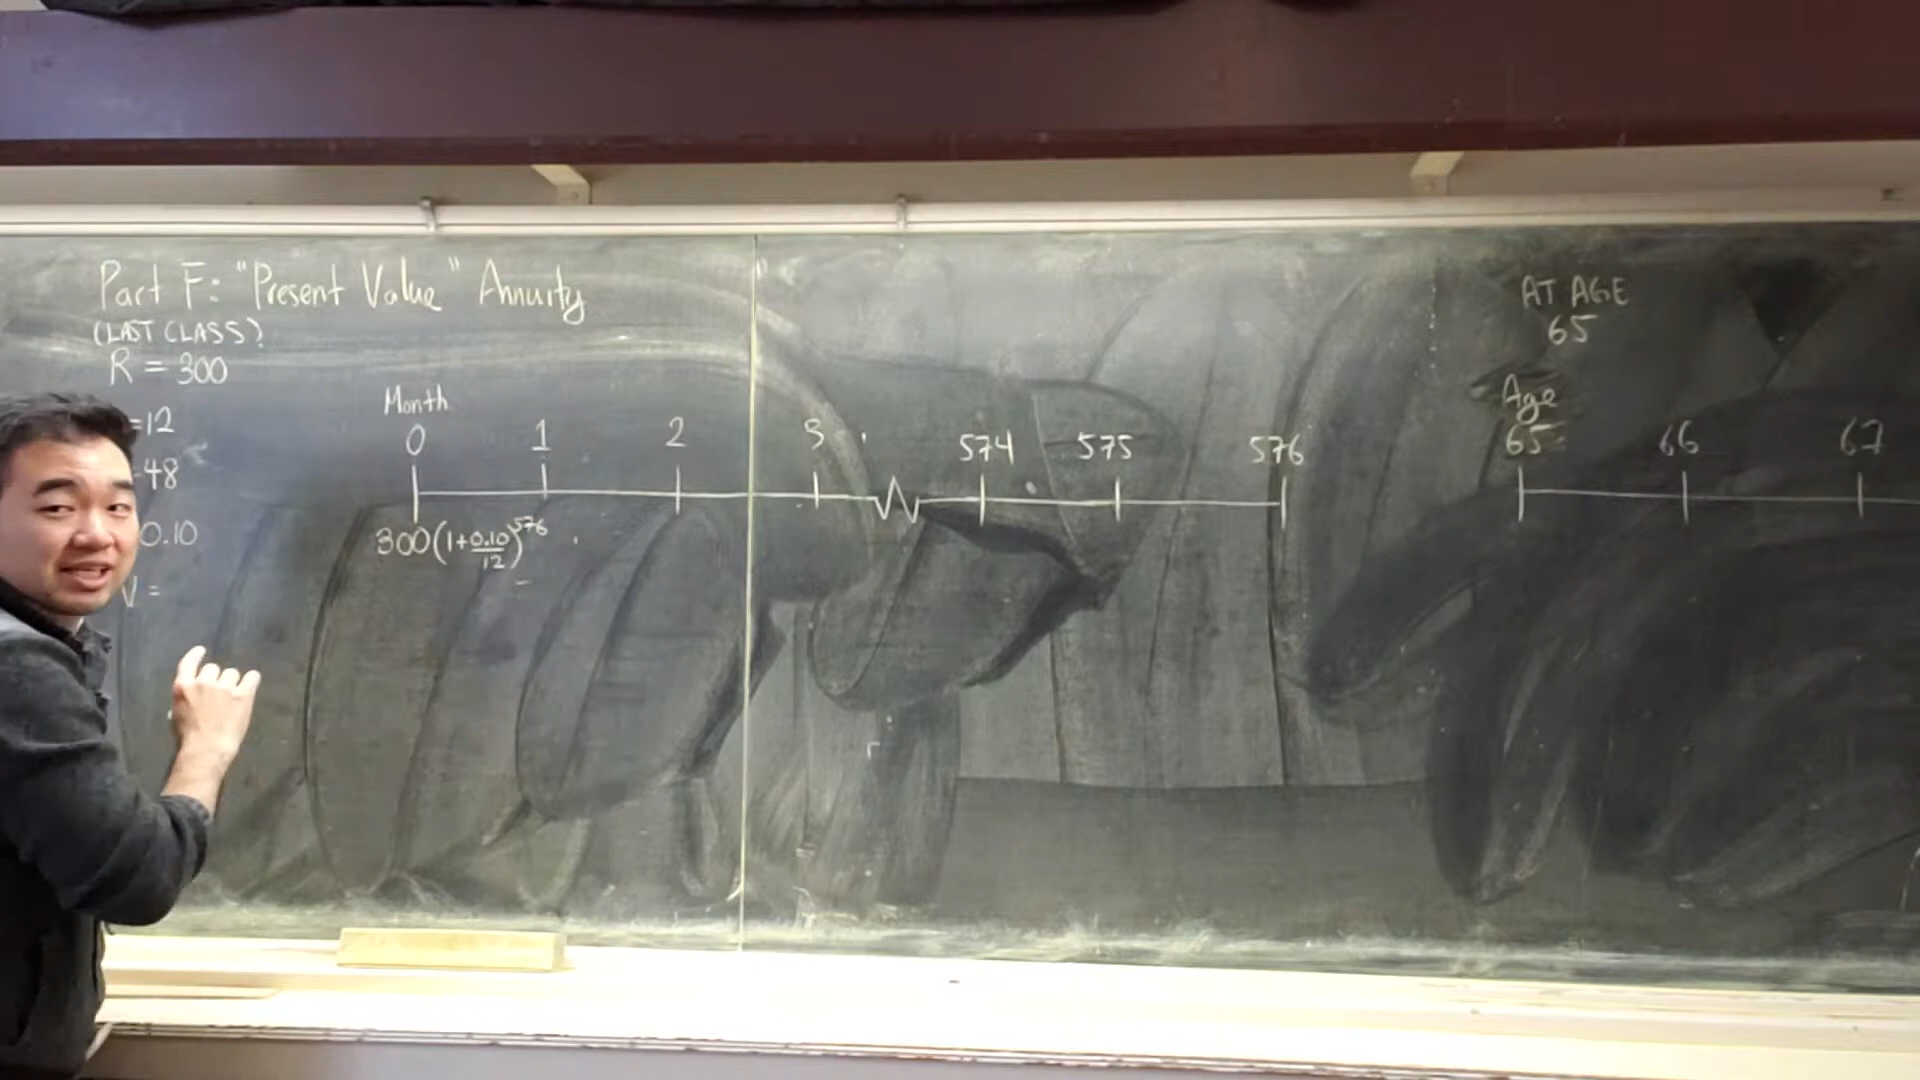 Part F: "Present Value" Annuity
(LAST CLASS)
R = 300
=12
48
0.10
V =
Month
0 1 2 3 574 575 576
300(1+0.10/12)^576
AT AGE
65
Age
65 66 67